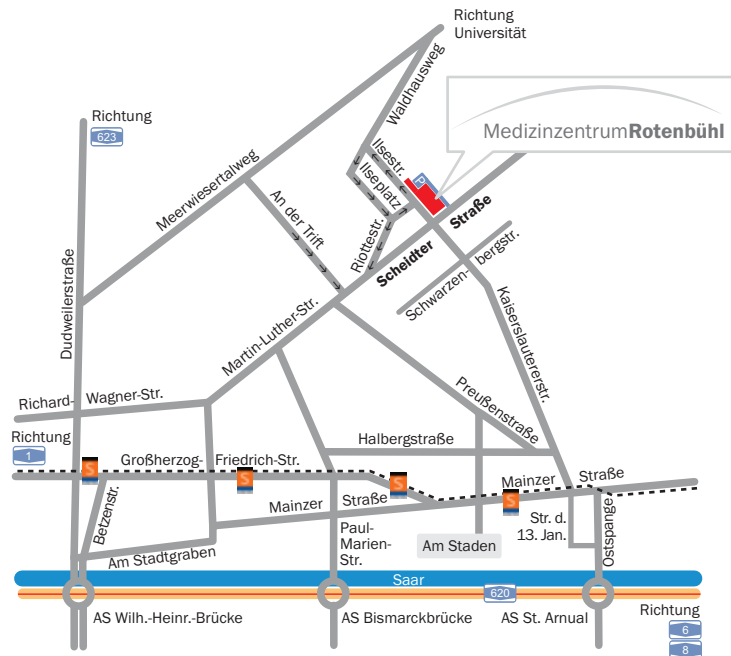 Richtung
Universität
Richtung
623
Waldhausweg
MedizinzentrumRotenbühl
P
Ilsestr.
Ilseplatz
Meerwiesertalweg
An der Trift
Riottestr.
Scheidter Straße
Schwarzen- bergstr.
Dudweilerstraße
Kaiserslautererstr.
Martin-Luther-Str.
Preußenstraße
Richard- Wagner-Str.
Richtung
1
Halbergstraße
Großherzog- Friedrich-Str.
S
S
S
S
Mainzer Straße
Mainzer Straße
Betzenstr.
Am Stadtgraben
Paul-
Marien-
Str.
Am Staden
Str. d.
13. Jan.
Ostspange
Saar
620
AS Wilh.-Heinr.-Brücke
AS Bismarckbrücke
AS St. Arnual
Richtung
6
8